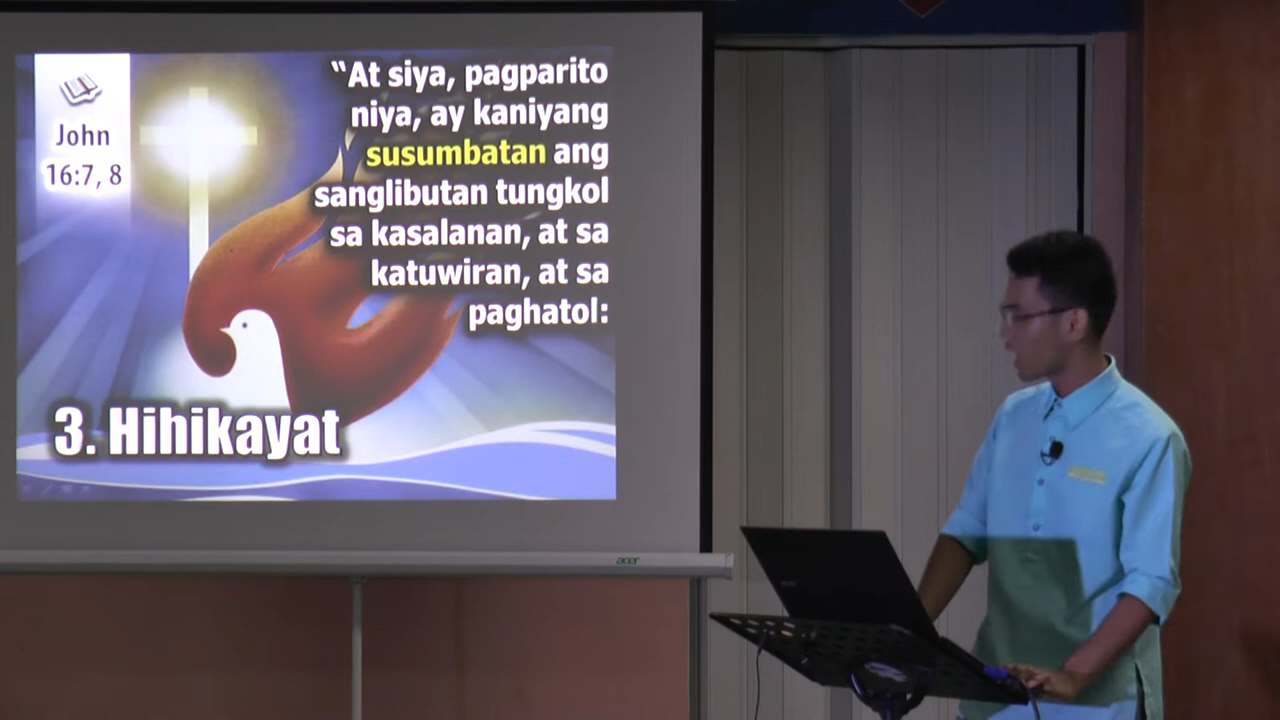 John
16:7, 8
“At siya, pagparito
niya, ay kaniyang
susumbatan ang
sanglibutan tungkol
sa kasalanan, at sa
katuwiran, at sa
paghatol:
3. Hihikayat
acer